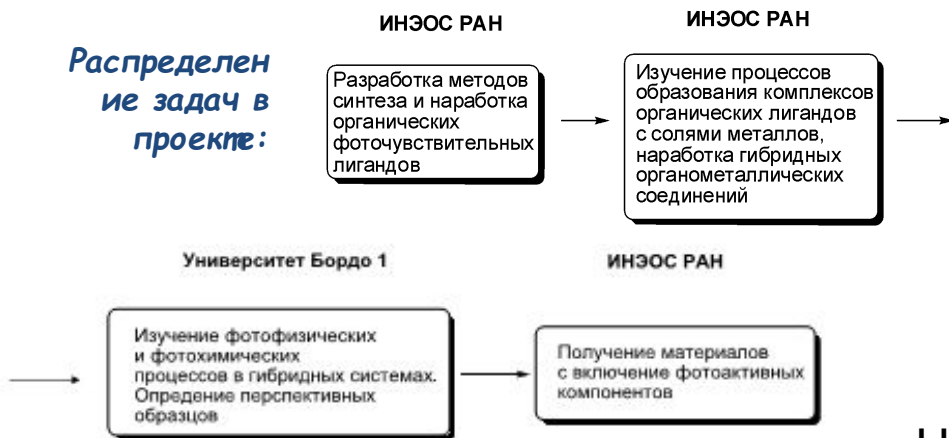 Распределен
ие задач в
проекте:
ИНЭОС РАН
Разработка методов
синтеза и наработка
органических
фоточувствительных
лигандов
ИНЭОС РАН
Изучение процессов
образования комплексов
органических лигандов
с солями металлов,
наработка гибридных
органометаллических
соединений
Университет Бордо 1
Изучение фотофизических
и фотохимических
процессов в гибридных системах.
Опредение перспективных
образцов
ИНЭОС РАН
Получение материалов
с включение фотоактивных
компонентов